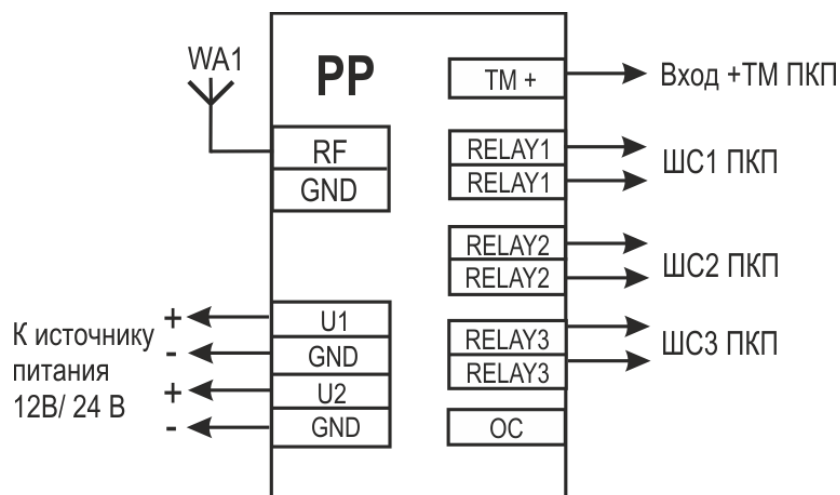 WA1
PP
TM +
Вход +ТМ ПКП
RF
GND
RELAY1
RELAY1
ШС1 ПКП
RELAY2
RELAY2
ШС2 ПКП
К источнику
питания
12В/ 24 В
+
-
+
-
U1
GND
U2
GND
RELAY3
RELAY3
ШС3 ПКП
OC